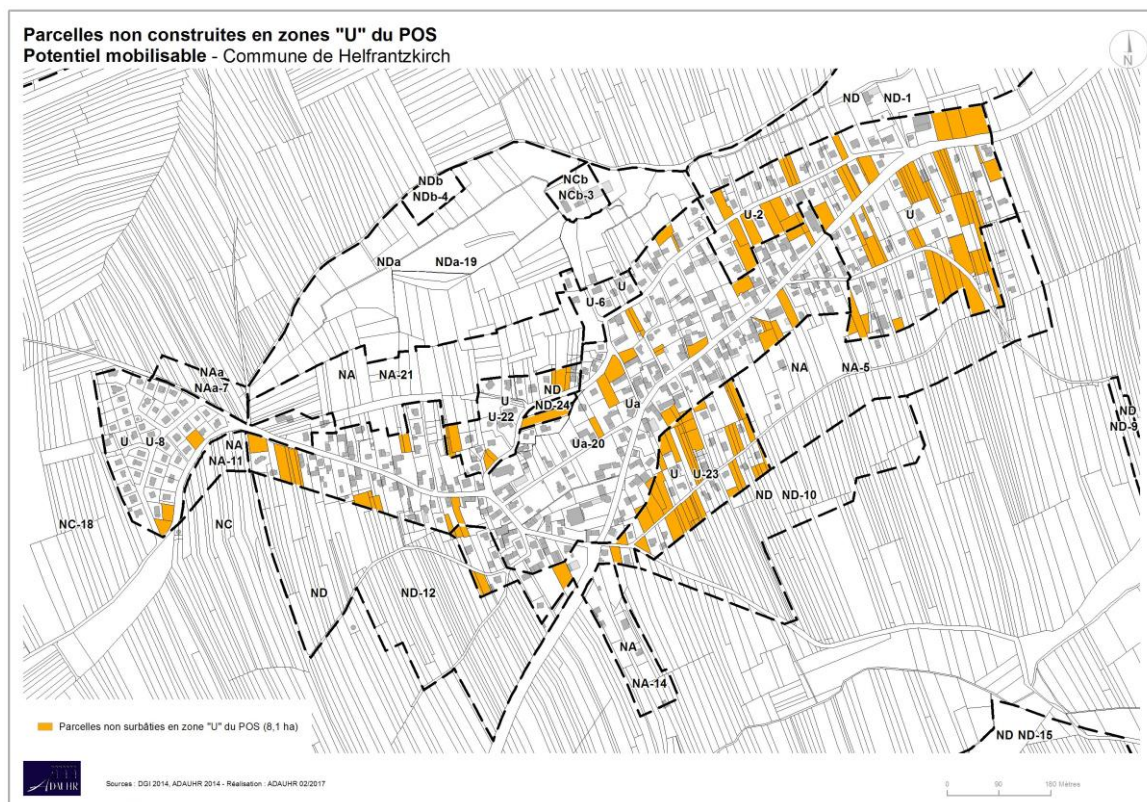 Parcelles non construites en zones "U" du POS
Potentiel mobilisable - Commune de Helfrantzkirch
N
ND ND-1
NDb
NDb-4
NCb
NCb-3
U-2
U
NDa
NDa-19
U
U-6
NA
NA-21
NA
NA-5
NAa
NAa-7
ND
ND-24
U
U-22
Ua
ND
ND-9
U U-8
NA
NA-11
Ua-20
U U-23
ND ND-10
NC-18
NC
ND
ND-12
NA
NA-14
ND ND-15
Parcelles non surbâties en zone "U" du POS (8,1 ha)
ADAUHR
Sources : DGI 2014, ADAUHR 2014 - Réalisation : ADAUHR 02/2017
0 90 180 Mètres